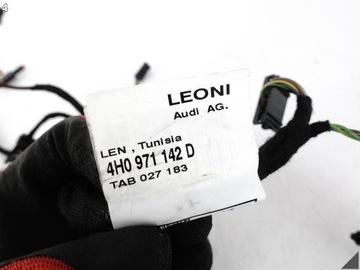 LEONI
Audi AG.
LEN , Tunisia
4H0 971 142 D
TAB 027 183